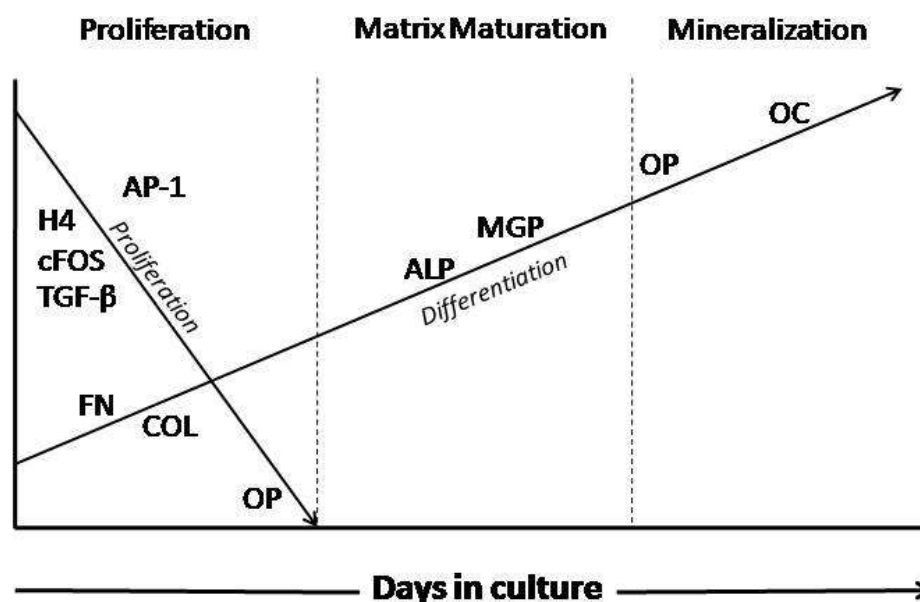 Proliferation
Matrix Maturation
Mineralization
AP-1
H4
cFOS
TGF-β
Proliferation
FN
COL
OP
ALP
MGP
Differentiation
OP
OC
Days in culture